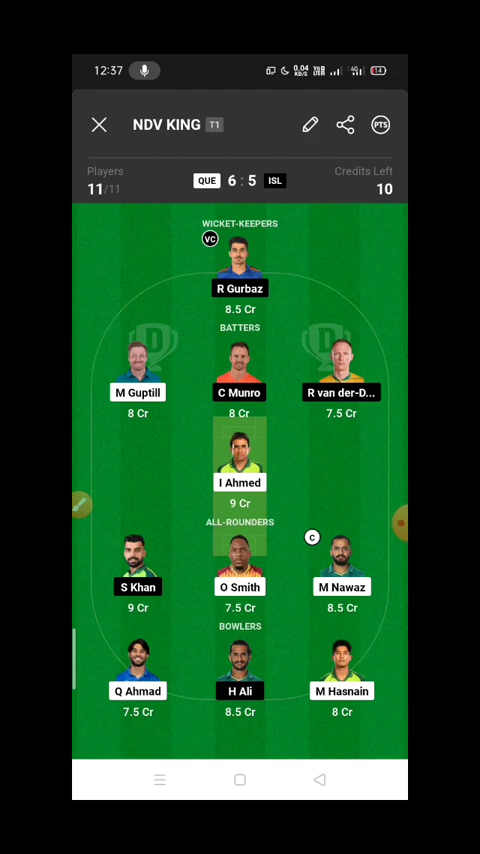 12:37
0.04 KB/S
VoLTE
4G
14
NDV KING T1
PTS
Players
11/11
QUE 6 : 5 ISL
Credits Left
10
WICKET-KEEPERS
VC
R Gurbaz
8.5 Cr
BATTERS
M Guptill
8 Cr
C Munro
8 Cr
R van der-D...
7.5 Cr
I Ahmed
9 Cr
ALL-ROUNDERS
S Khan
9 Cr
O Smith
7.5 Cr
C
M Nawaz
8.5 Cr
BOWLERS
Q Ahmad
7.5 Cr
H Ali
8.5 Cr
M Hasnain
8 Cr